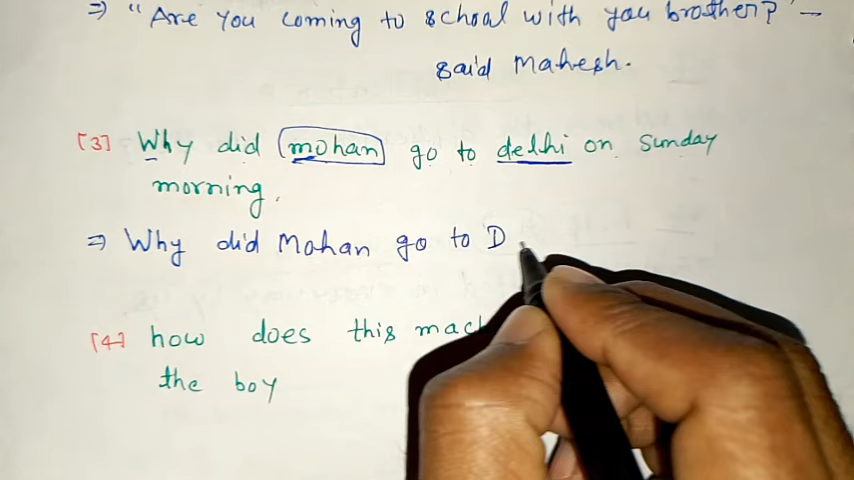 ⇒ "Are you coming to school with you brother?" –
said Mahesh.
[3] Why did mohan go to delhi on sunday
morning.
⇒ Why did Mohan go to D
[4] how does this mach
the boy